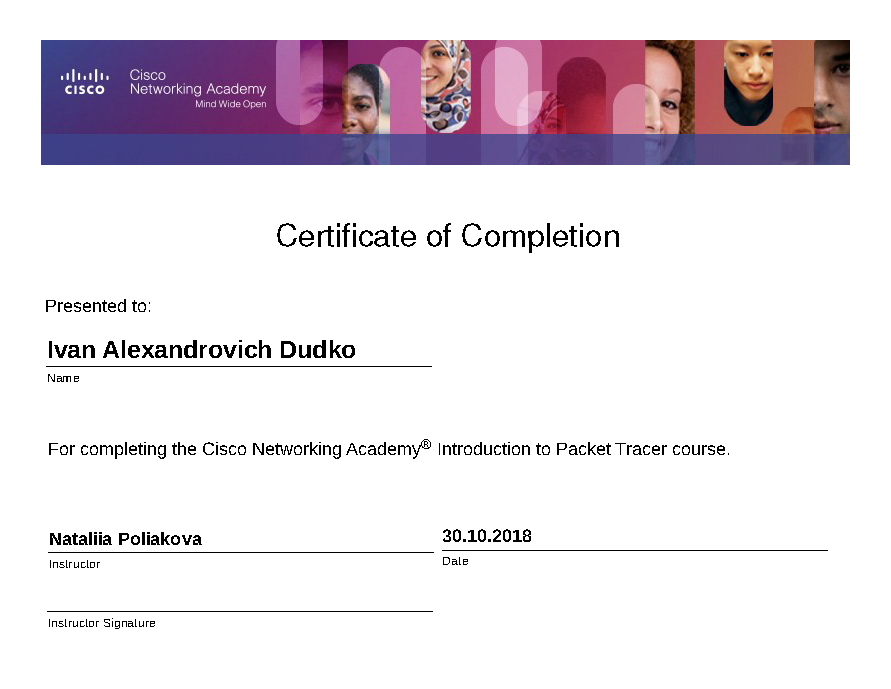 cisco
Cisco
Networking Academy
Mind Wide Open
Certificate of Completion
Presented to:
Ivan Alexandrovich Dudko
Name
For completing the Cisco Networking Academy® Introduction to Packet Tracer course.
Nataliia Poliakova
30.10.2018
Instructor
Date
Instructor Signature